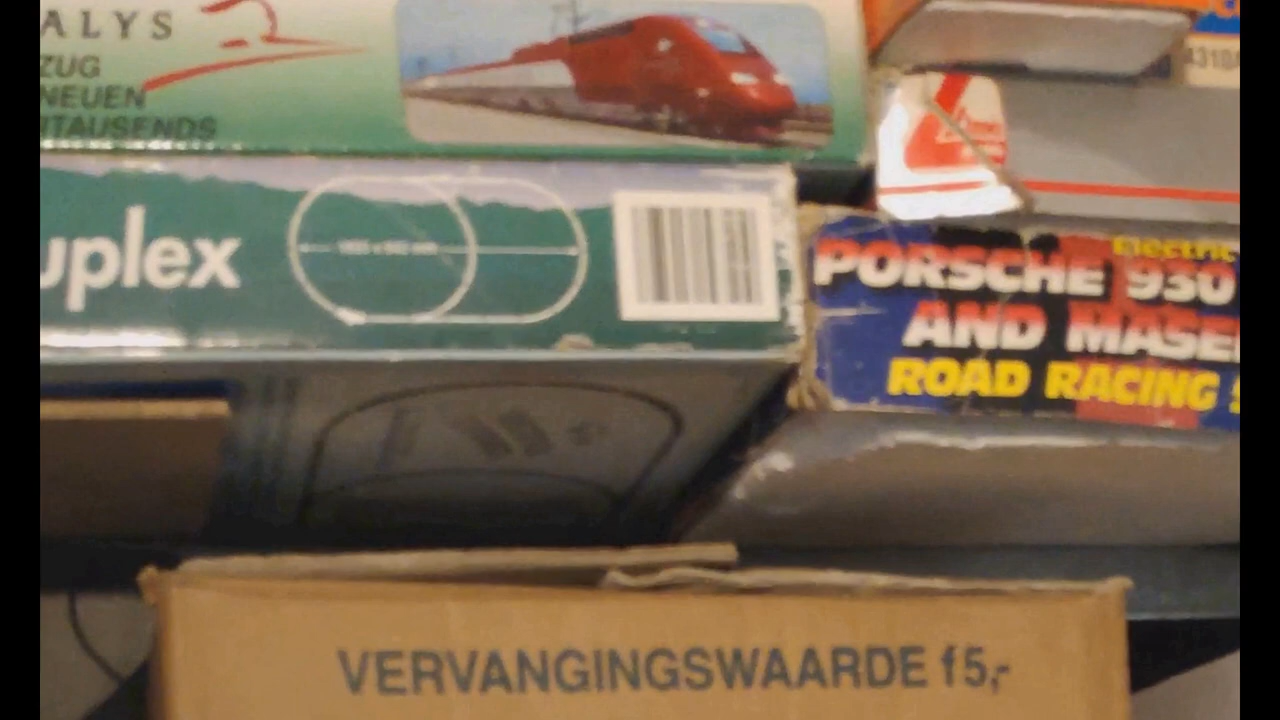 ALYS
ZUG
NEUEN
TAUSENDS
uplex
Electric
PORSCHE 930
AND MASE
ROAD RACING
VERVANGINGSWAARDE f5,-